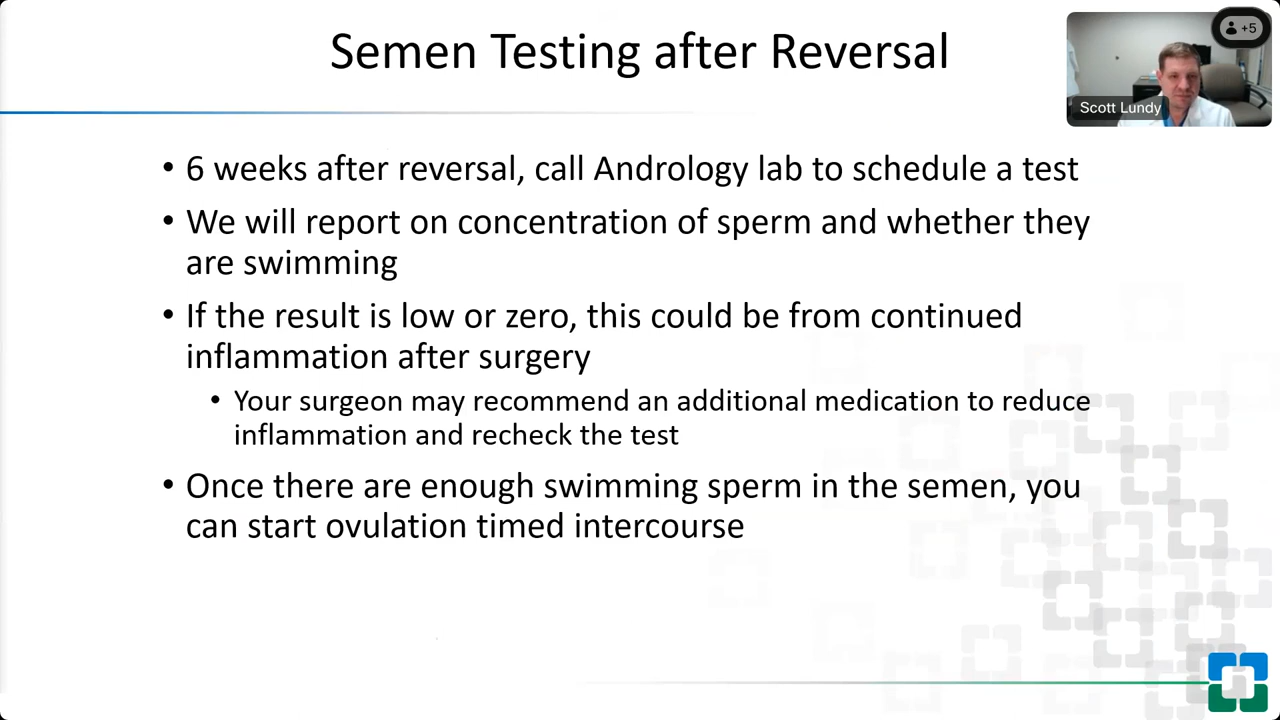 Semen Testing after Reversal
+5
Scott Lundy
• 6 weeks after reversal, call Andrology lab to schedule a test
• We will report on concentration of sperm and whether they
are swimming
• If the result is low or zero, this could be from continued
inflammation after surgery
• Your surgeon may recommend an additional medication to reduce
inflammation and recheck the test
• Once there are enough swimming sperm in the semen, you
can start ovulation timed intercourse